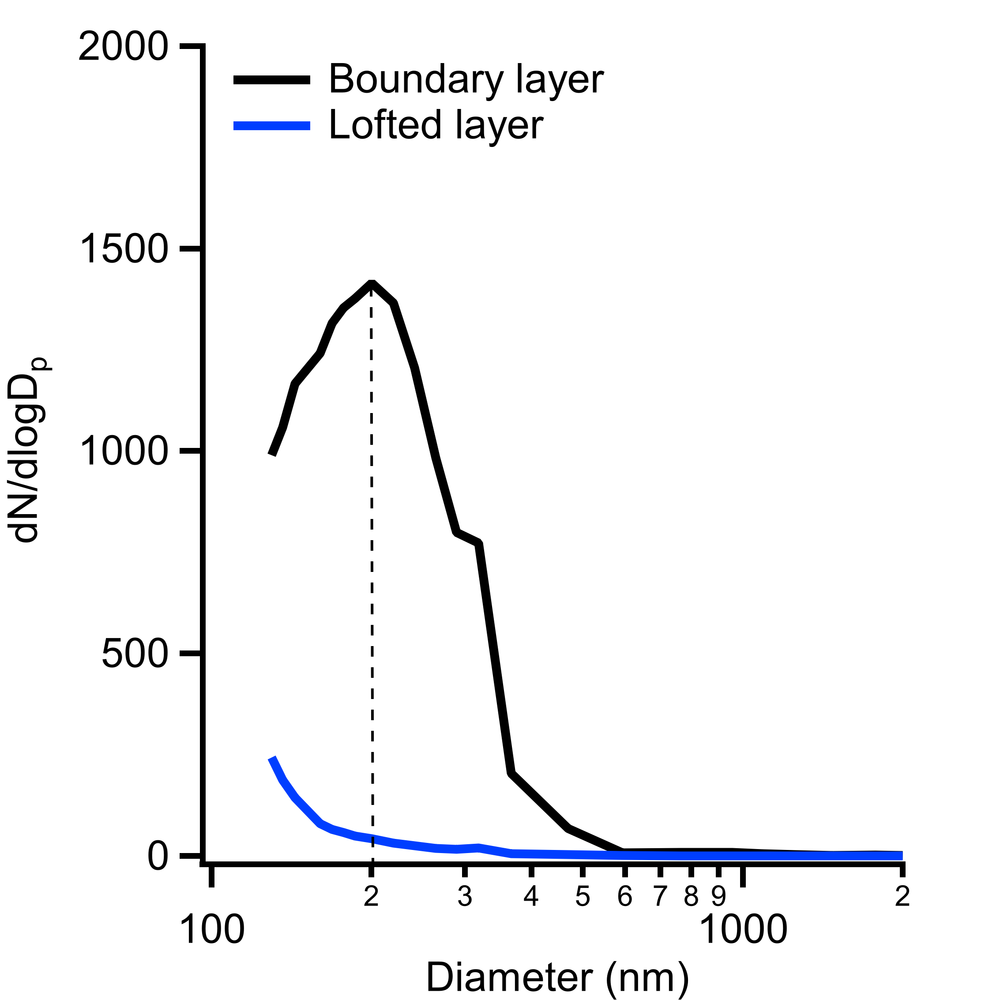 2000
Boundary layer
Lofted layer
1500
1000
500
0
dN/dlogDp
2 3 4 5 6 7 8 9 2
100 1000
Diameter (nm)